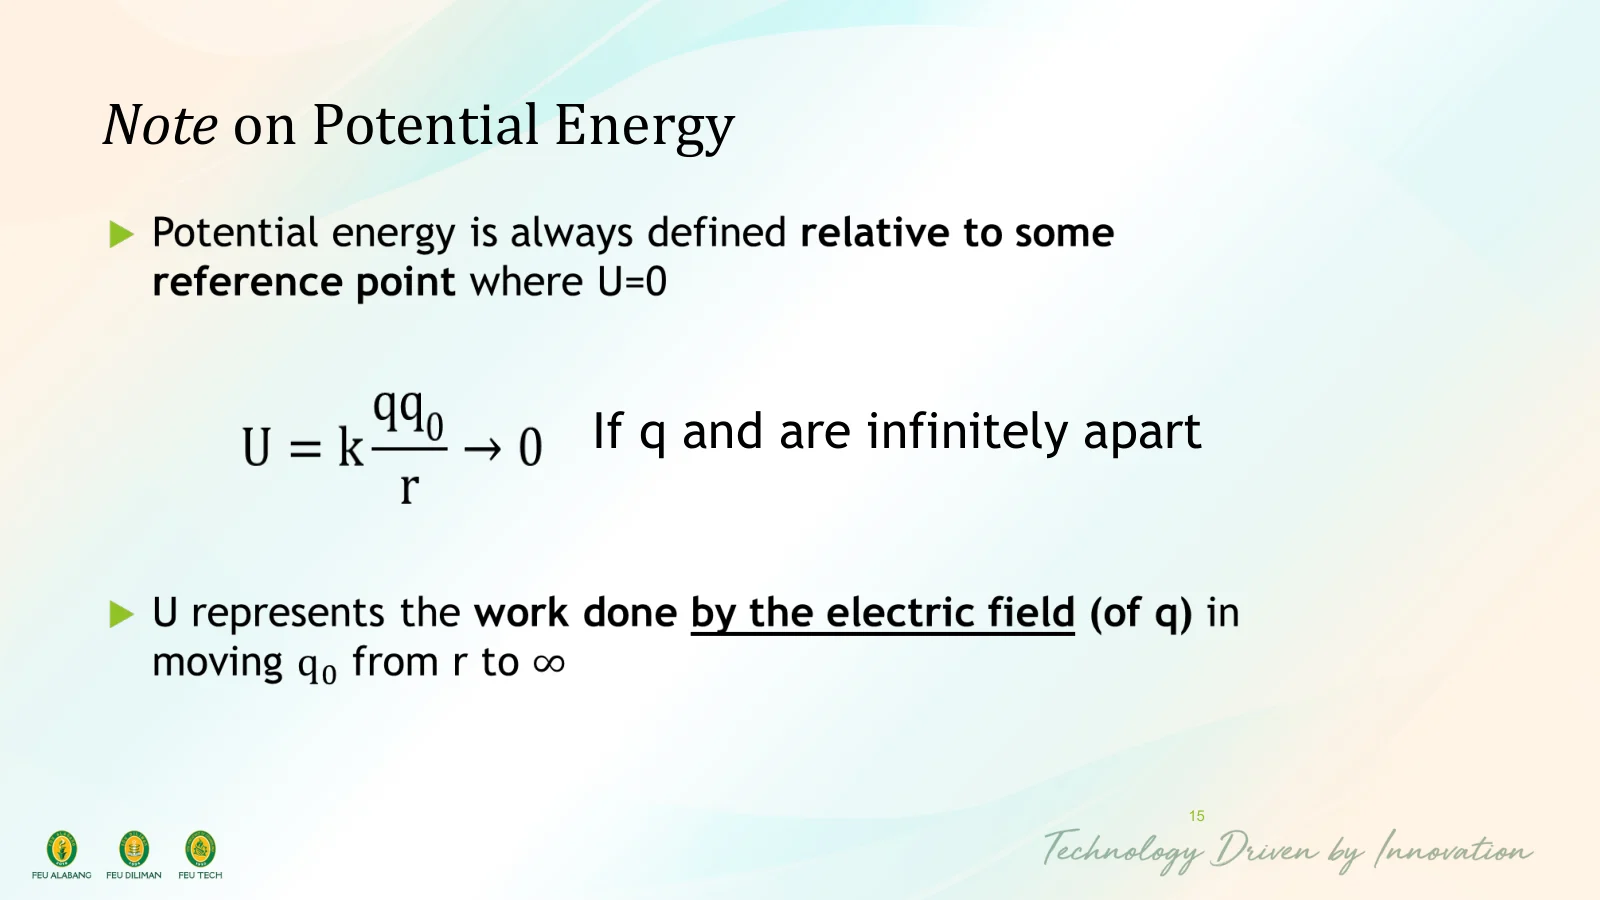 Note on Potential Energy
▶ Potential energy is always defined relative to some
reference point where U=0
U = k qq₀/r → 0 If q and are infinitely apart
▶ U represents the work done by the electric field (of q) in
moving q₀ from r to ∞
15
Technology Driven by Innovation
FEU ALABANG FEU DILIMAN FEU TECH